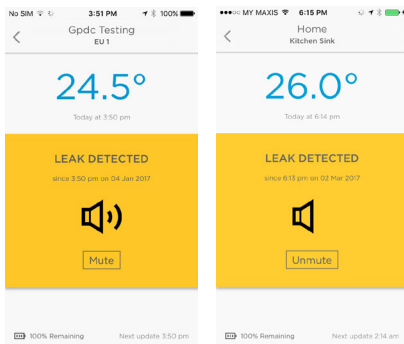 No SIM 3:51 PM 100%
Gpdc Testing
EU 1
24.5°
Today at 3:50 pm
LEAK DETECTED
since 3:50 pm on 04 Jan 2017
Mute
100% Remaining Next update 3:50 pm
MY MAXIS 6:15 PM
Home
Kitchen Sink
26.0°
Today at 6:14 pm
LEAK DETECTED
since 6:13 pm on 02 Mar 2017
Unmute
100% Remaining Next update 2:14 am